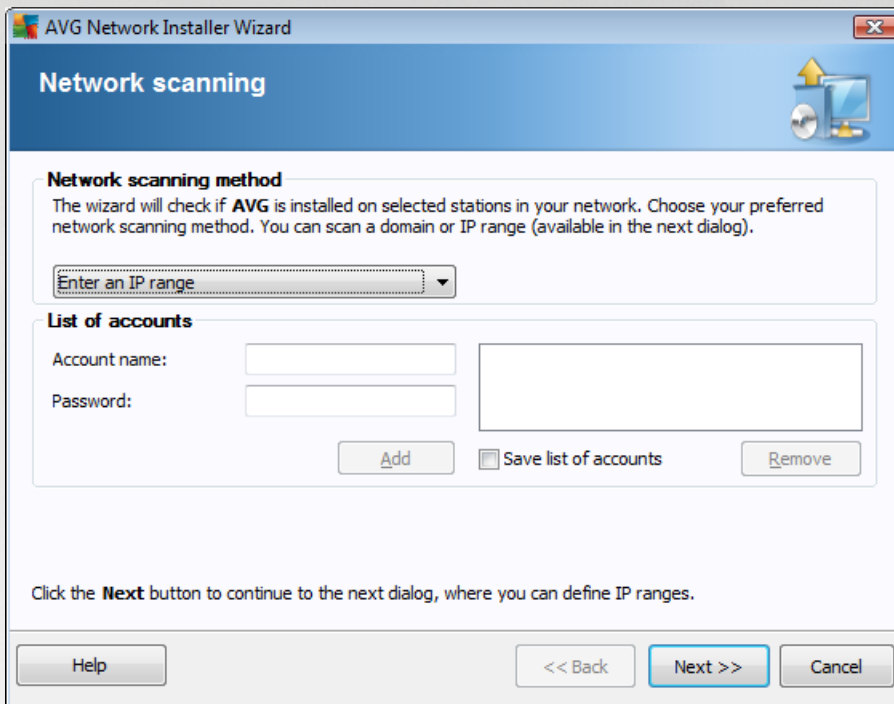 AVG Network Installer Wizard
Network scanning
Network scanning method
The wizard will check if AVG is installed on selected stations in your network. Choose your preferred
network scanning method. You can scan a domain or IP range (available in the next dialog).
Enter an IP range
List of accounts
Account name:
Password:
Add
Save list of accounts
Remove
Click the Next button to continue to the next dialog, where you can define IP ranges.
Help
<< Back
Next >>
Cancel